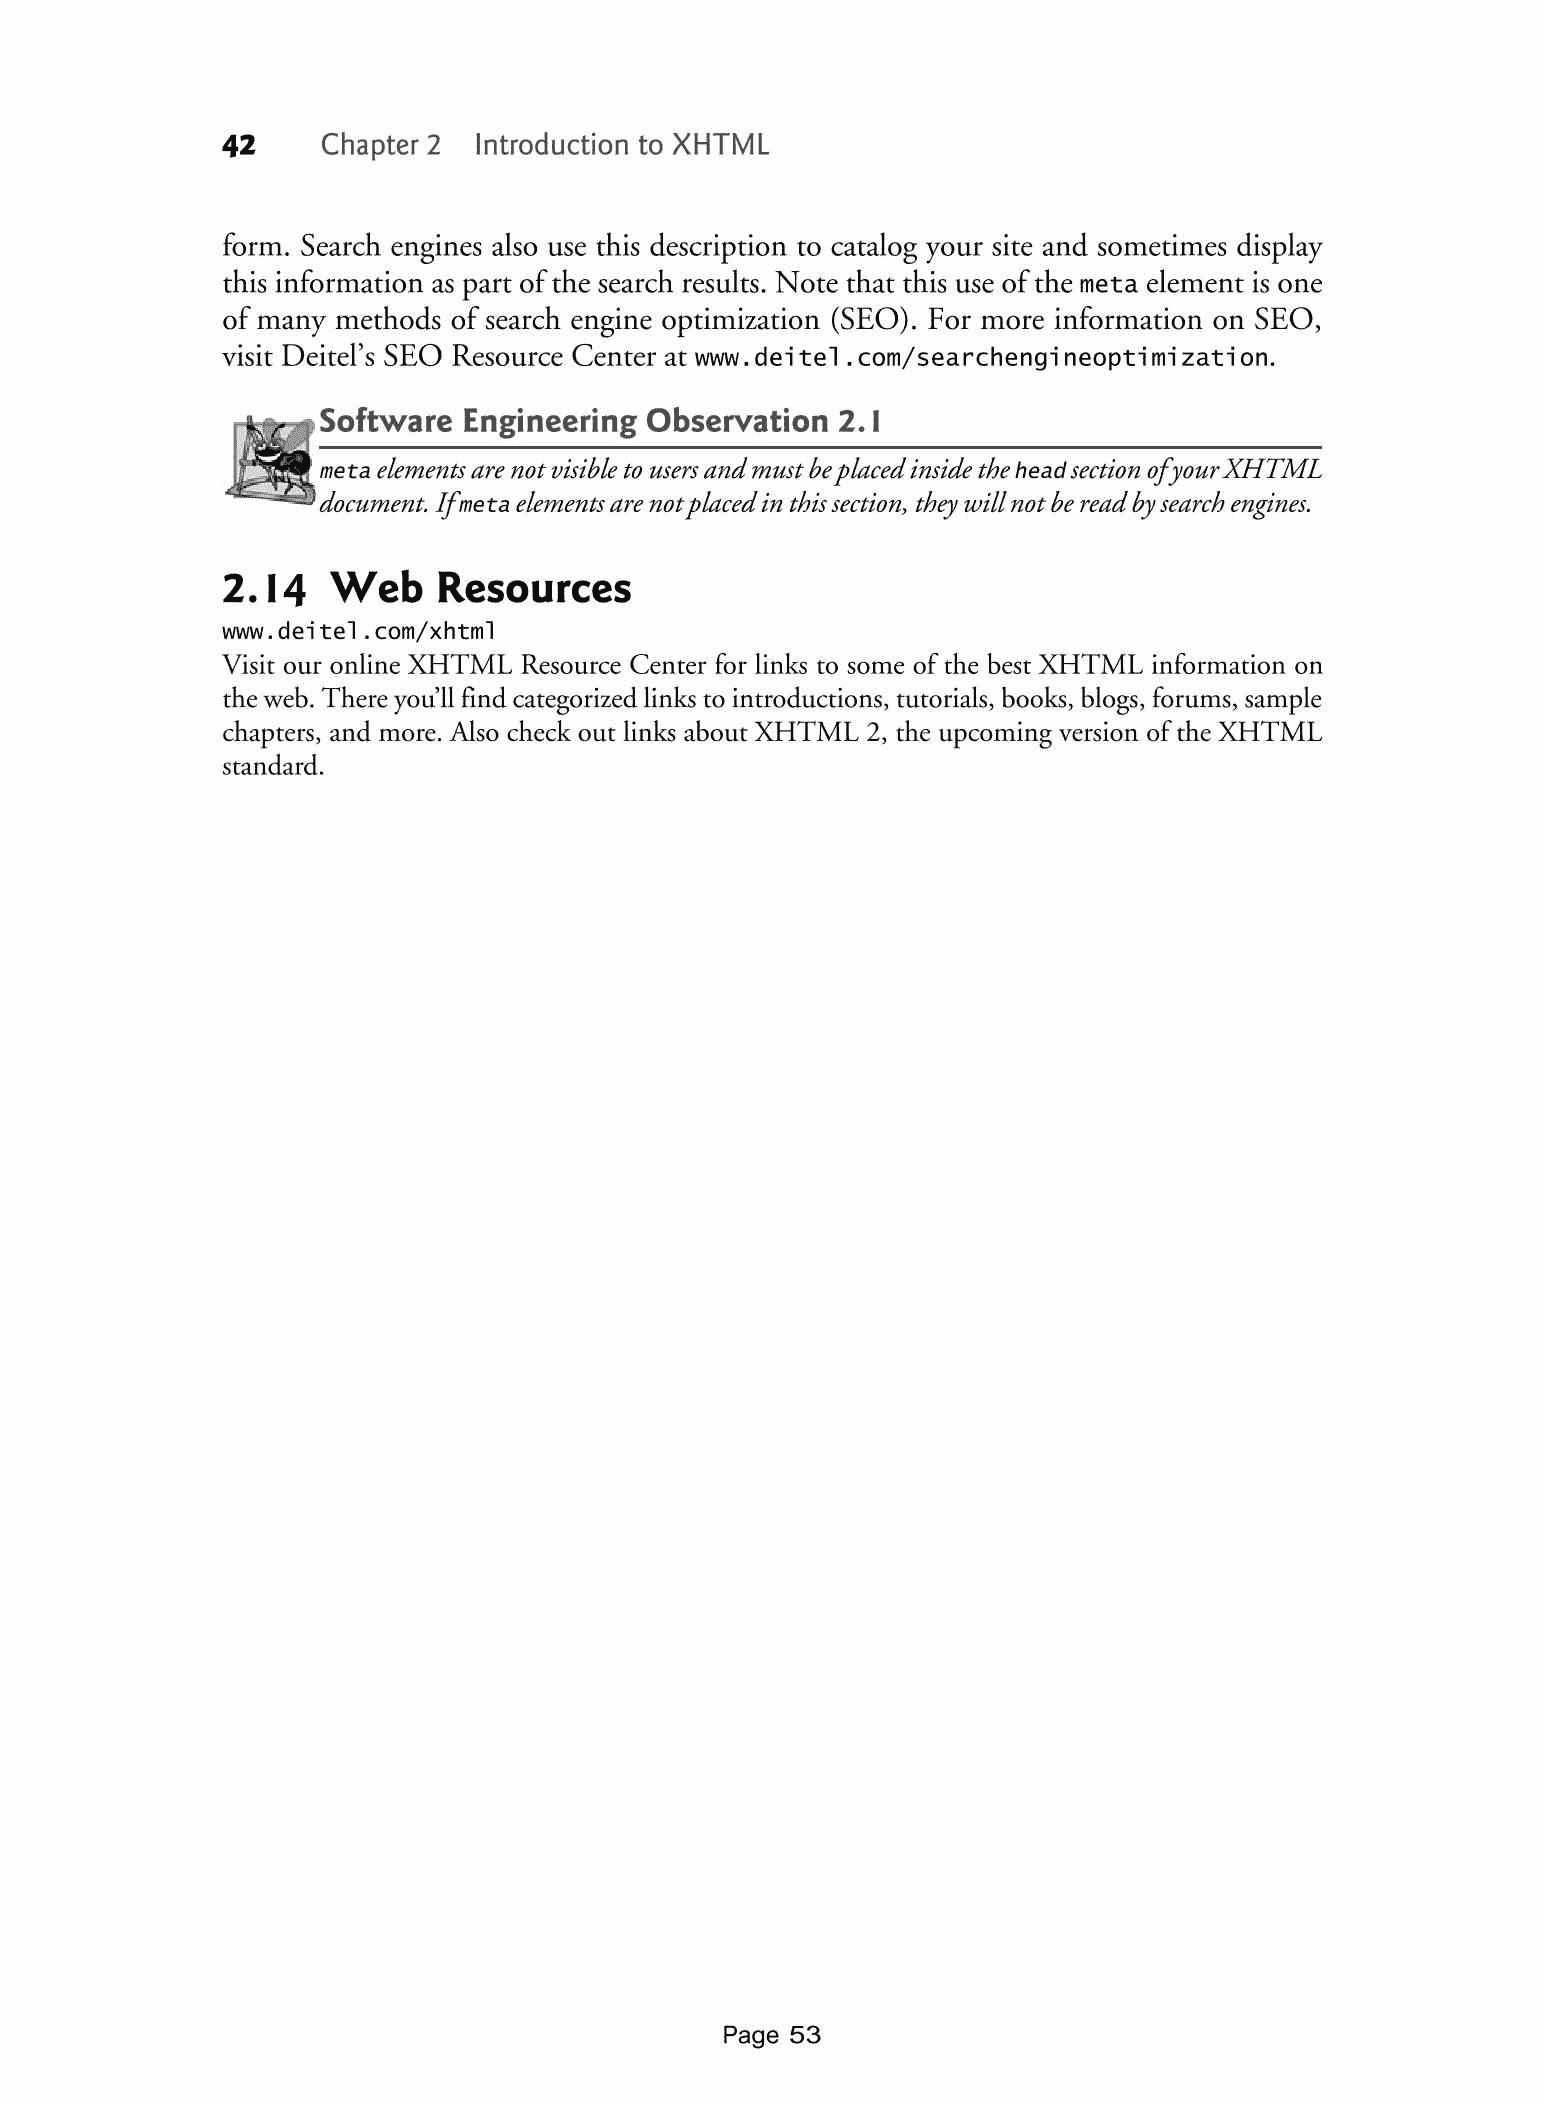 42 Chapter 2 Introduction to XHTML
form. Search engines also use this description to catalog your site and sometimes display
this information as part of the search results. Note that this use of the meta element is one
of many methods of search engine optimization (SEO). For more information on SEO,
visit Deitel’s SEO Resource Center at www.deitel.com/searchengineoptimization.
Software Engineering Observation 2.1
meta elements are not visible to users and must be placed inside the head section of your XHTML
document. If meta elements are not placed in this section, they will not be read by search engines.
2.14 Web Resources
www.deitel.com/xhtml
Visit our online XHTML Resource Center for links to some of the best XHTML information on
the web. There you’ll find categorized links to introductions, tutorials, books, blogs, forums, sample
chapters, and more. Also check out links about XHTML 2, the upcoming version of the XHTML
standard.
Page 53